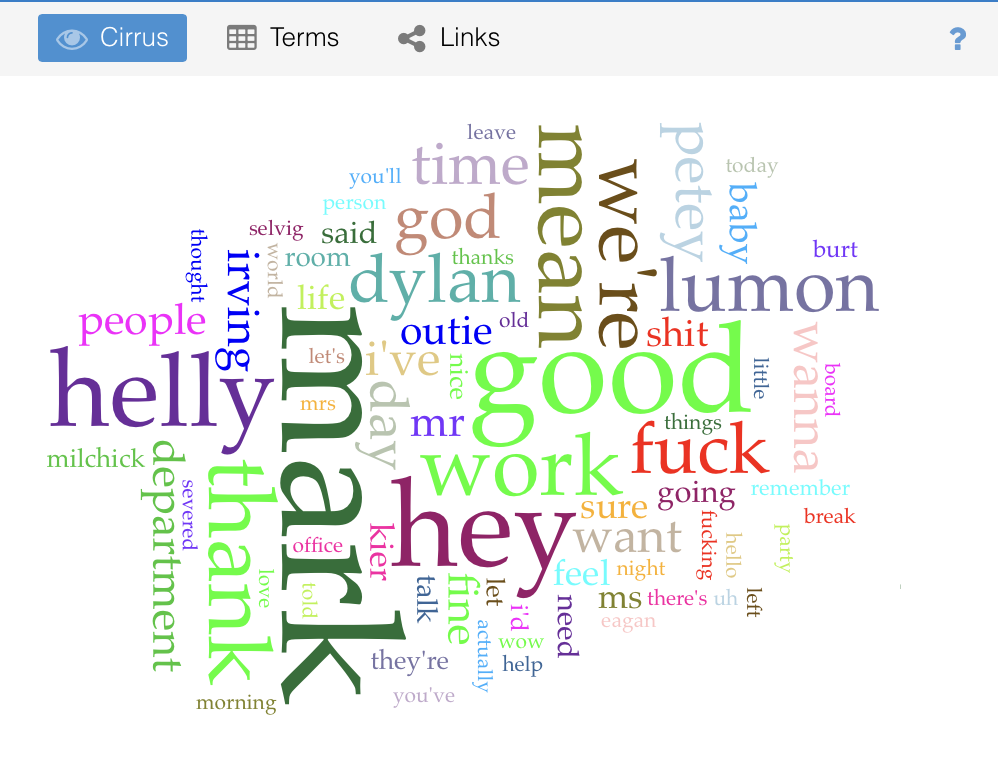 Cirrus Terms Links ?
leave
time
mean
petey
we're
today
you'll
baby
person
god
said
selvig
burt
thought
world
room
thanks
irving
dylan
lumon
life
people
outie
old
shit
mark
let's
i've
nice
good
little
wanna
board
helly
mrs
day
mr
things
milchick
department
work
fuck
thank
severed
going
remember
hey
sure
break
office
kier
want
fucking
hello
party
love
told
talk
fine
let
feel
night
i'd
need
ms
there's
uh
left
eagan
actually
wow
they're
help
you've
morning